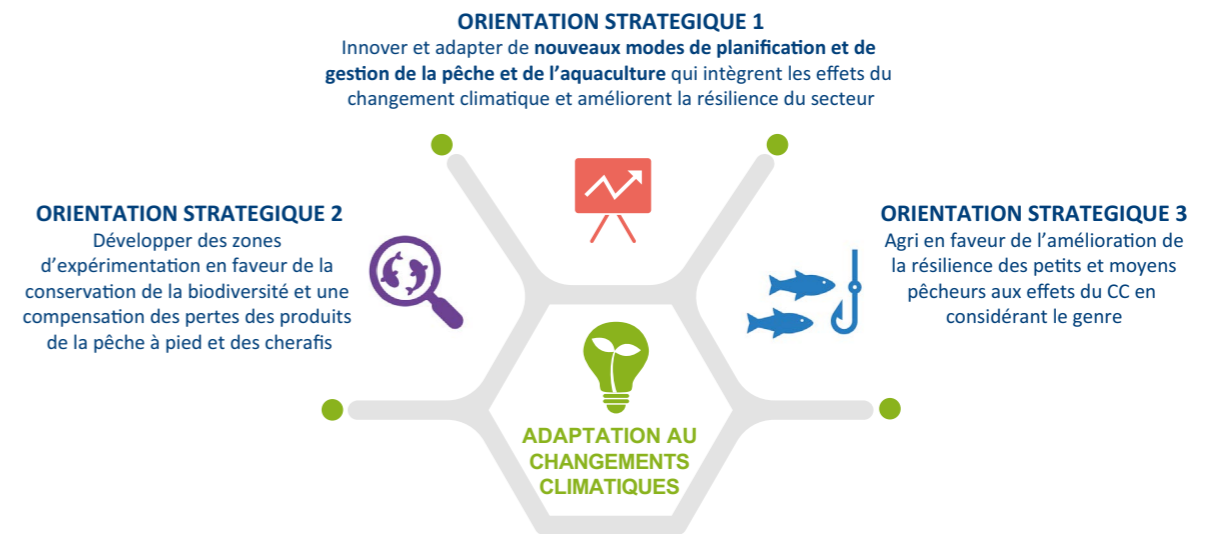 ORIENTATION STRATEGIQUE 1
Innover et adapter de nouveaux modes de planification et de
gestion de la pêche et de l'aquaculture qui intègrent les effets du
changement climatique et améliorent la résilience du secteur
ORIENTATION STRATEGIQUE 2
Développer des zones
d'expérimentation en faveur de la
conservation de la biodiversité et une
compensation des pertes des produits
de la pêche à pied et des cherafis
ORIENTATION STRATEGIQUE 3
Agri en faveur de l'amélioration de
la résilience des petits et moyens
pêcheurs aux effets du CC en
considérant le genre
ADAPTATION AU
CHANGEMENTS
CLIMATIQUES